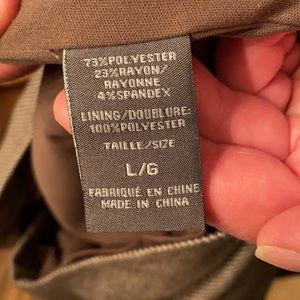 73%POLYESTER
23%RAYON/
RAYONNE
4%SPANDEX
LINING/DOUBLURE:
100%POLYESTER
TAILLE/SIZE
L/G
FABRIQUÉ EN CHINE
MADE IN CHINA